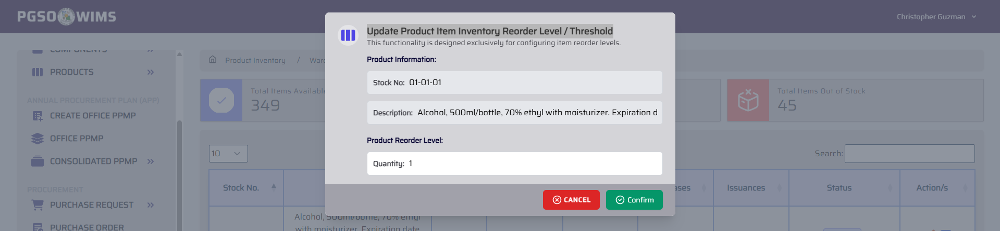 PGSO WIMS
Christopher Guzman
Update Product Item Inventory Reorder Level / Threshold
This functionality is designed exclusively for configuring item reorder levels.
Product Information:
Stock No: 01-01-01
Description: Alcohol, 500ml/bottle, 70% ethyl with moisturizer. Expiration d
Product Reorder Level:
Quantity: 1
CANCEL
Confirm
COMPONENTS
PRODUCTS
ANNUAL PROCUREMENT PLAN (APP)
CREATE OFFICE PPMP
OFFICE PPMP
CONSOLIDATED PPMP
PROCUREMENT
PURCHASE REQUEST
PURCHASE ORDER
Product Inventory / Ware
Total Items Available
349
Total Items Out of Stock
45
10
Search:
Stock No.
ases
Issuances
Status
Action/s
Alcohol, 500ml/bottle, 70% ethyl
with moisturizer. Expiration date